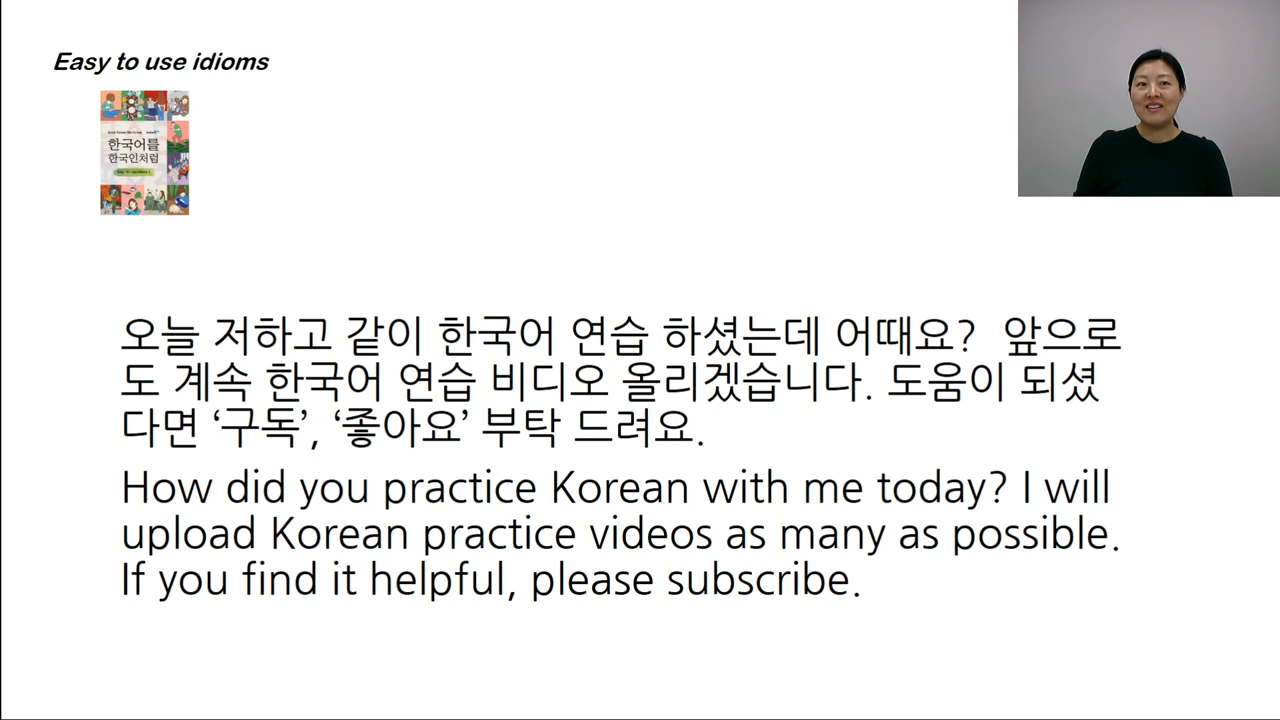 Easy to use idioms
한국어를
한국인처럼
오늘 저하고 같이 한국어 연습 하셨는데 어때요? 앞으로
도 계속 한국어 연습 비디오 올리겠습니다. 도움이 되셨
다면 ‘구독’, ‘좋아요’ 부탁 드려요.
How did you practice Korean with me today? I will
upload Korean practice videos as many as possible.
If you find it helpful, please subscribe.